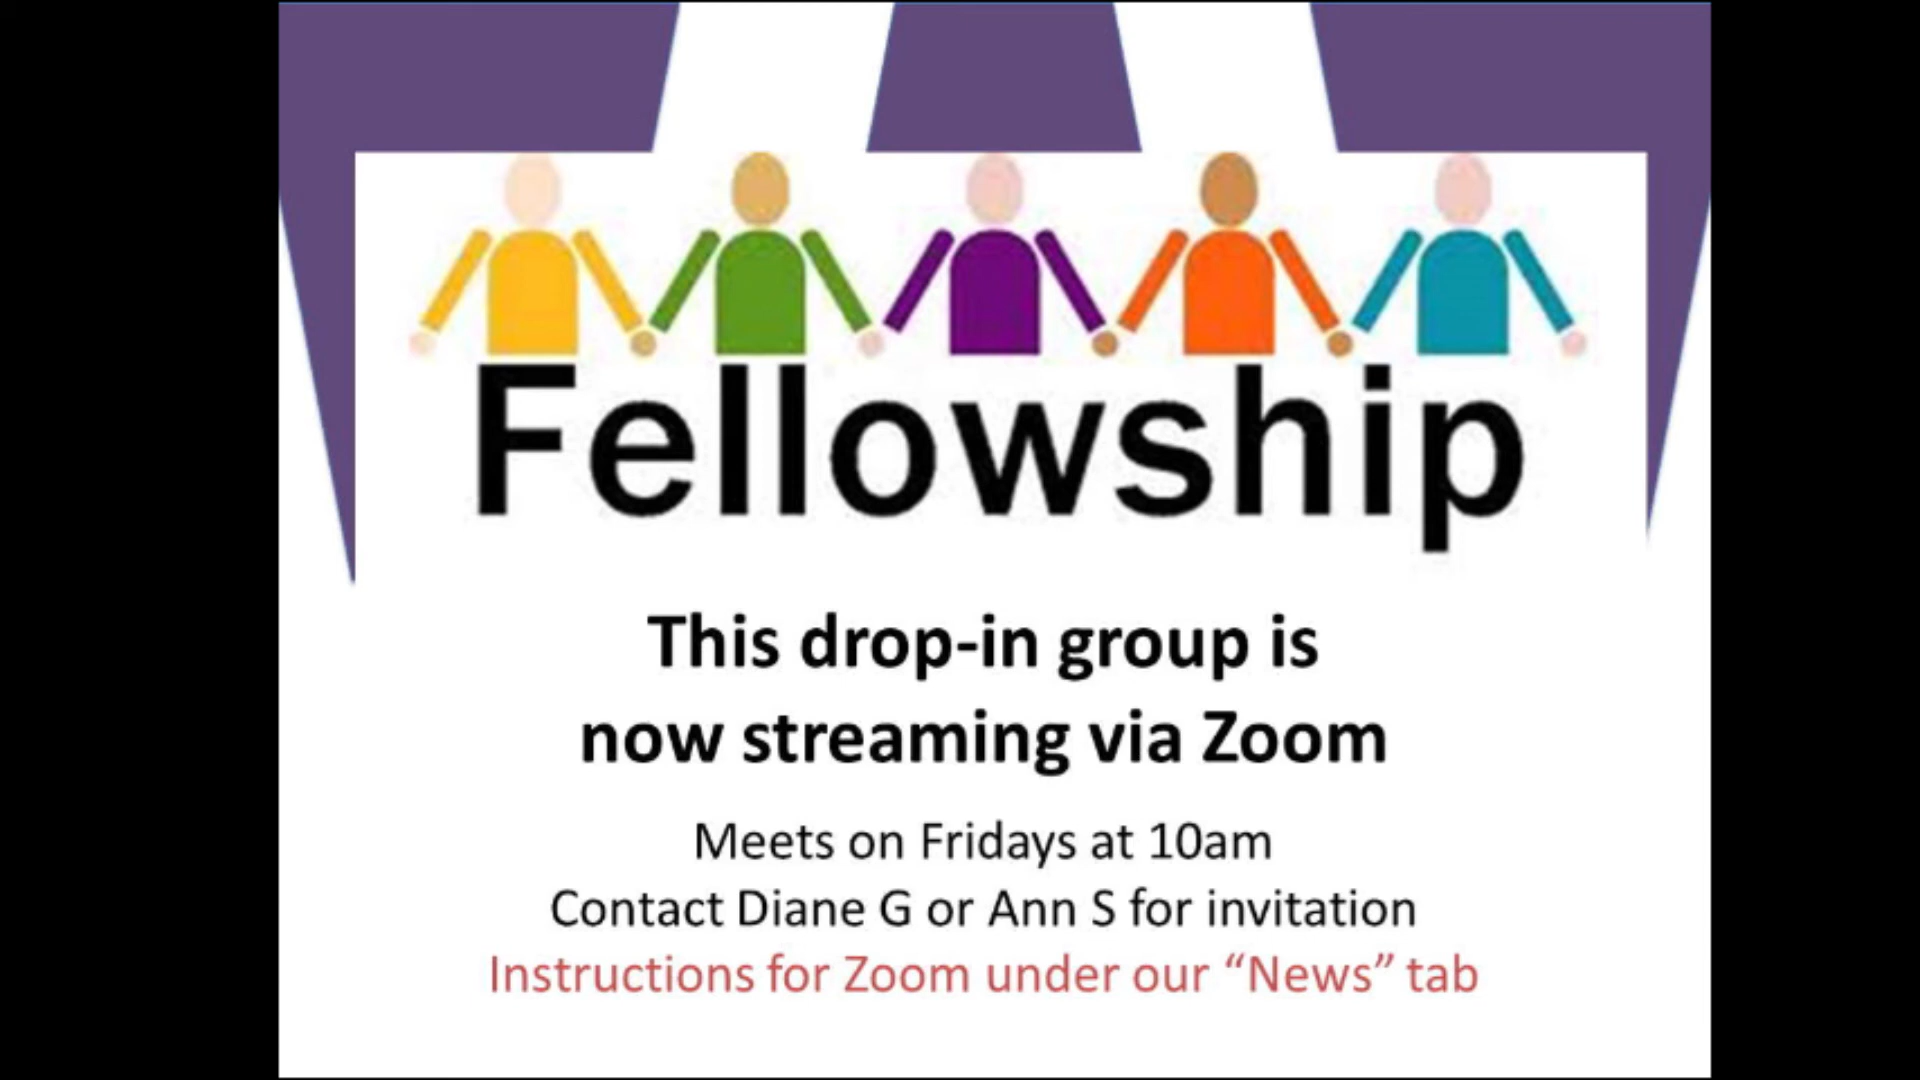 Fellowship
This drop-in group is
now streaming via Zoom
Meets on Fridays at 10am
Contact Diane G or Ann S for invitation
Instructions for Zoom under our “News” tab